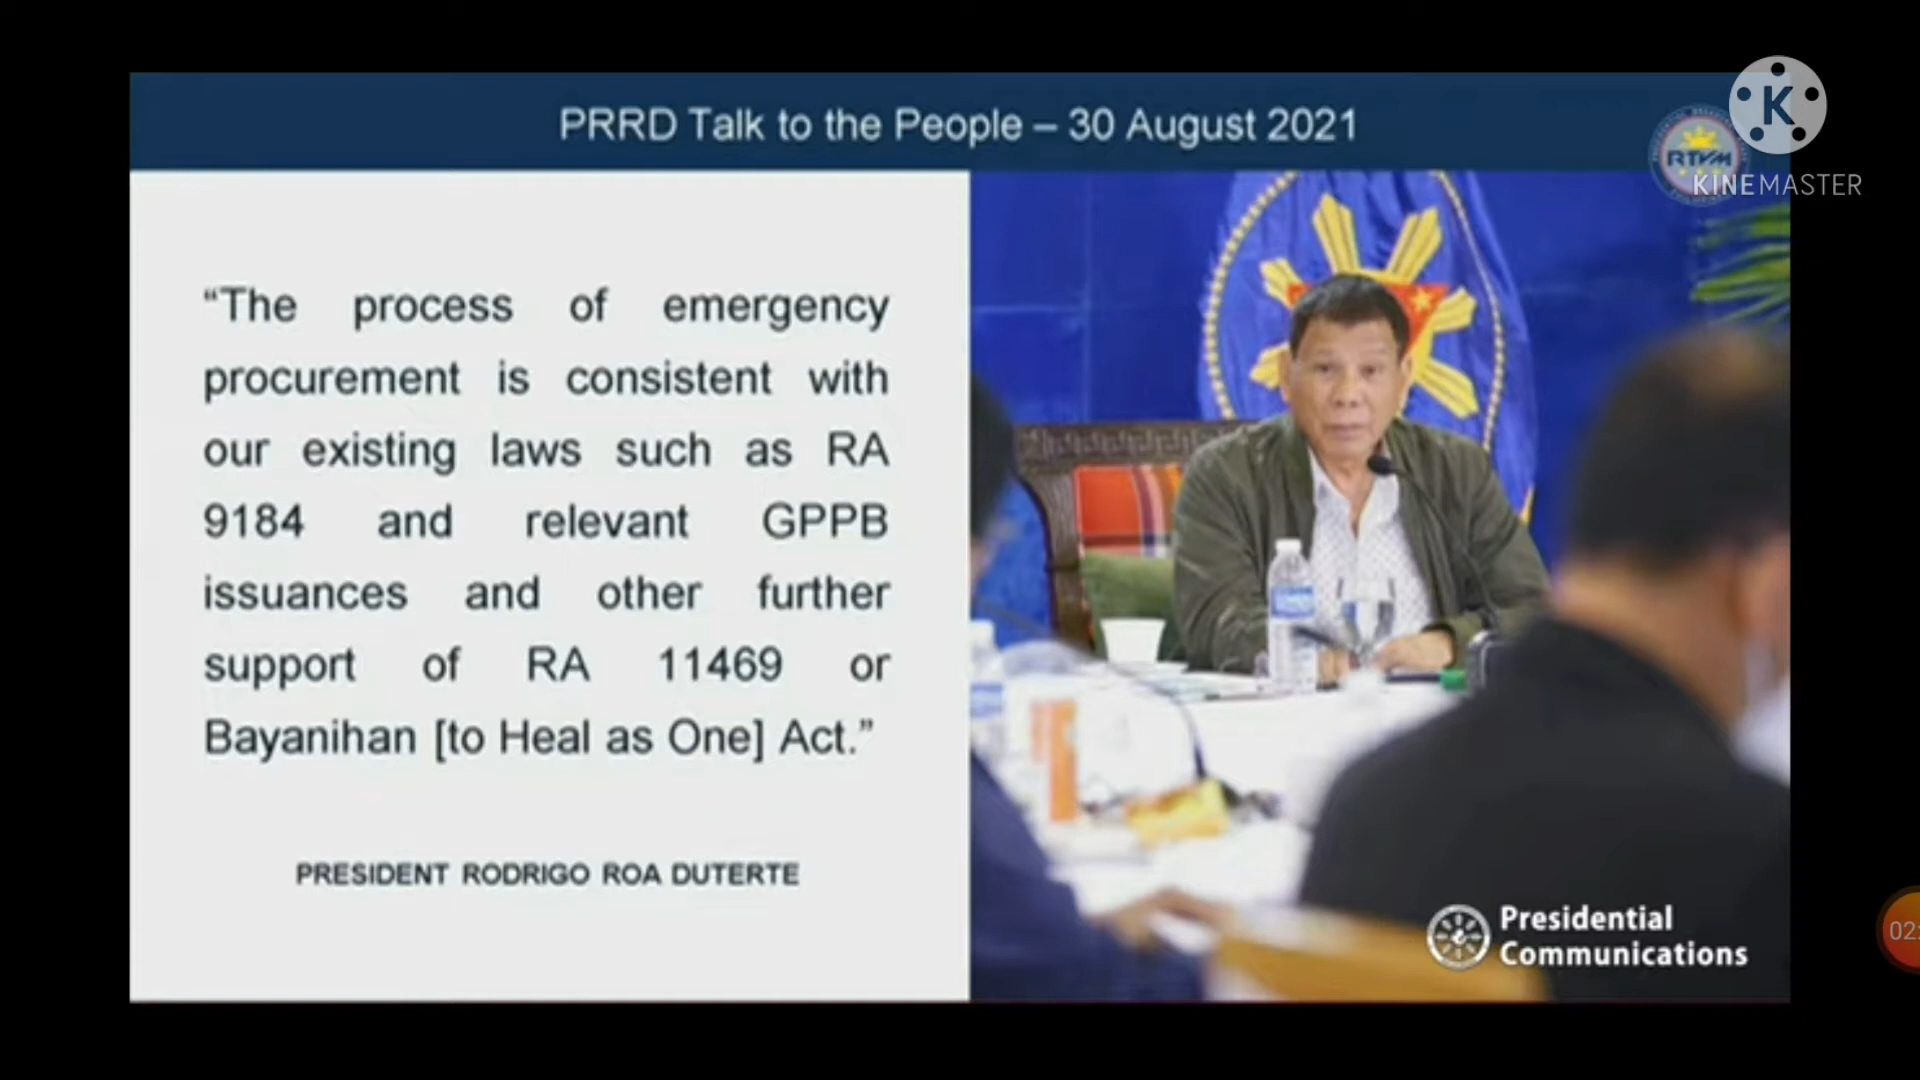 PRRD Talk to the People – 30 August 2021
RTVM
K
KINEMASTER
“The process of emergency
procurement is consistent with
our existing laws such as RA
9184 and relevant GPPB
issuances and other further
support of RA 11469 or
Bayanihan [to Heal as One] Act.”
PRESIDENT RODRIGO ROA DUTERTE
Presidential
Communications
02: